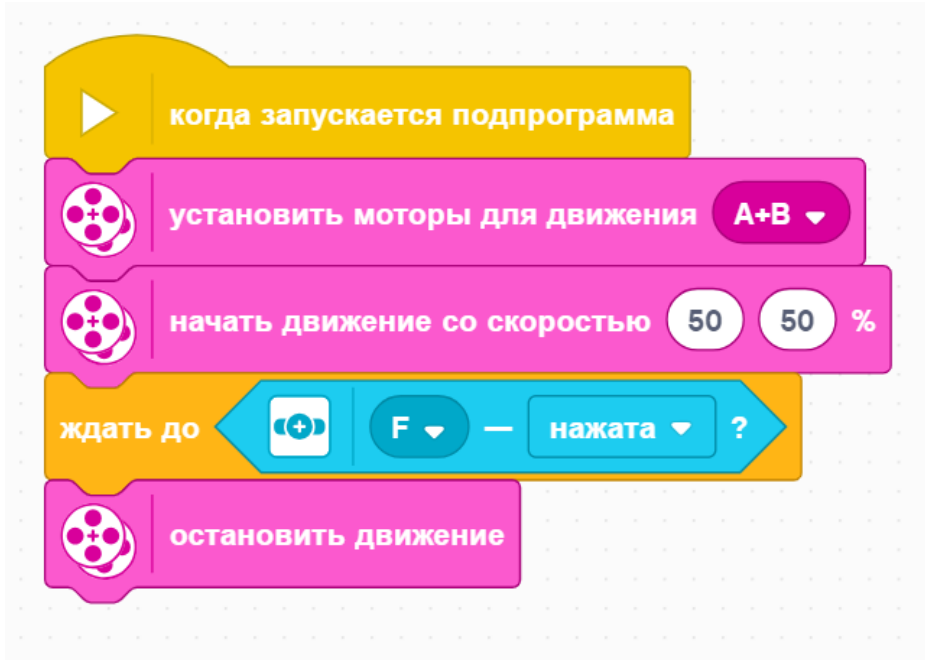 когда запускается подпрограмма
установить моторы для движения A+B
начать движение со скоростью 50 50 %
ждать до F — нажата ?
остановить движение